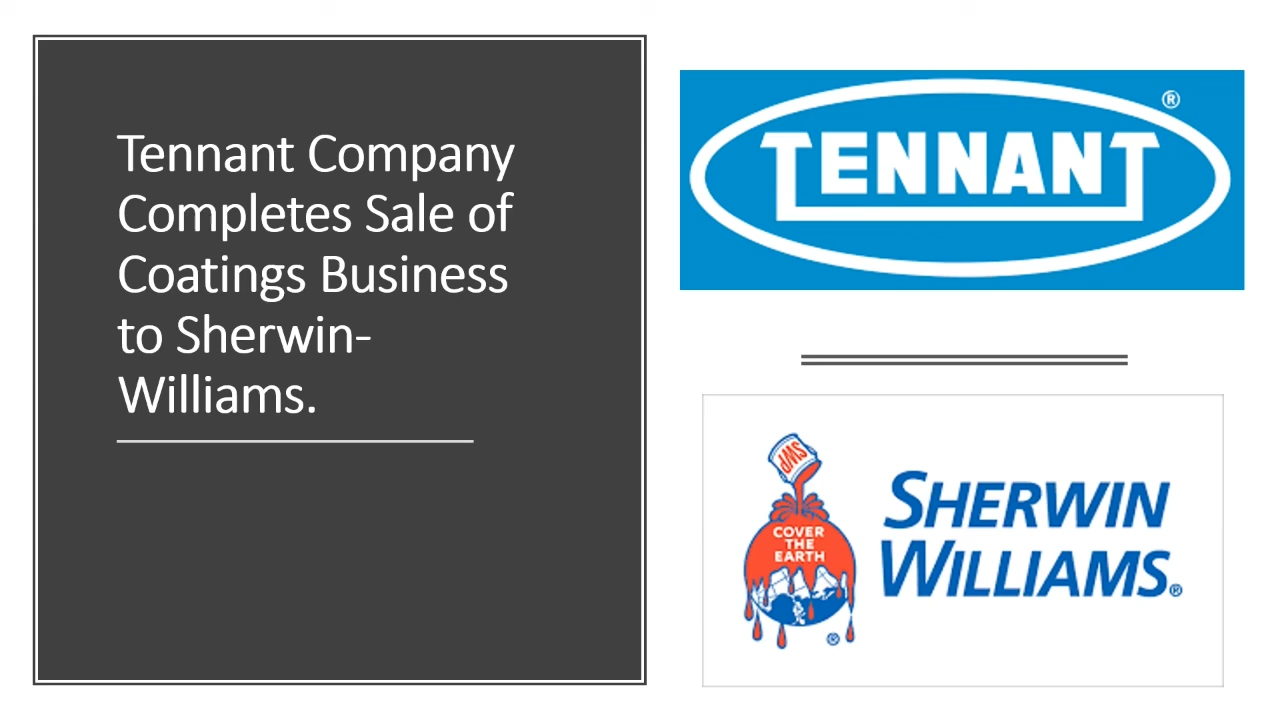 Tennant Company
Completes Sale of
Coatings Business
to Sherwin-
Williams.
TENNANT
®
SWP
COVER
THE
EARTH
®
SHERWIN
WILLIAMS®